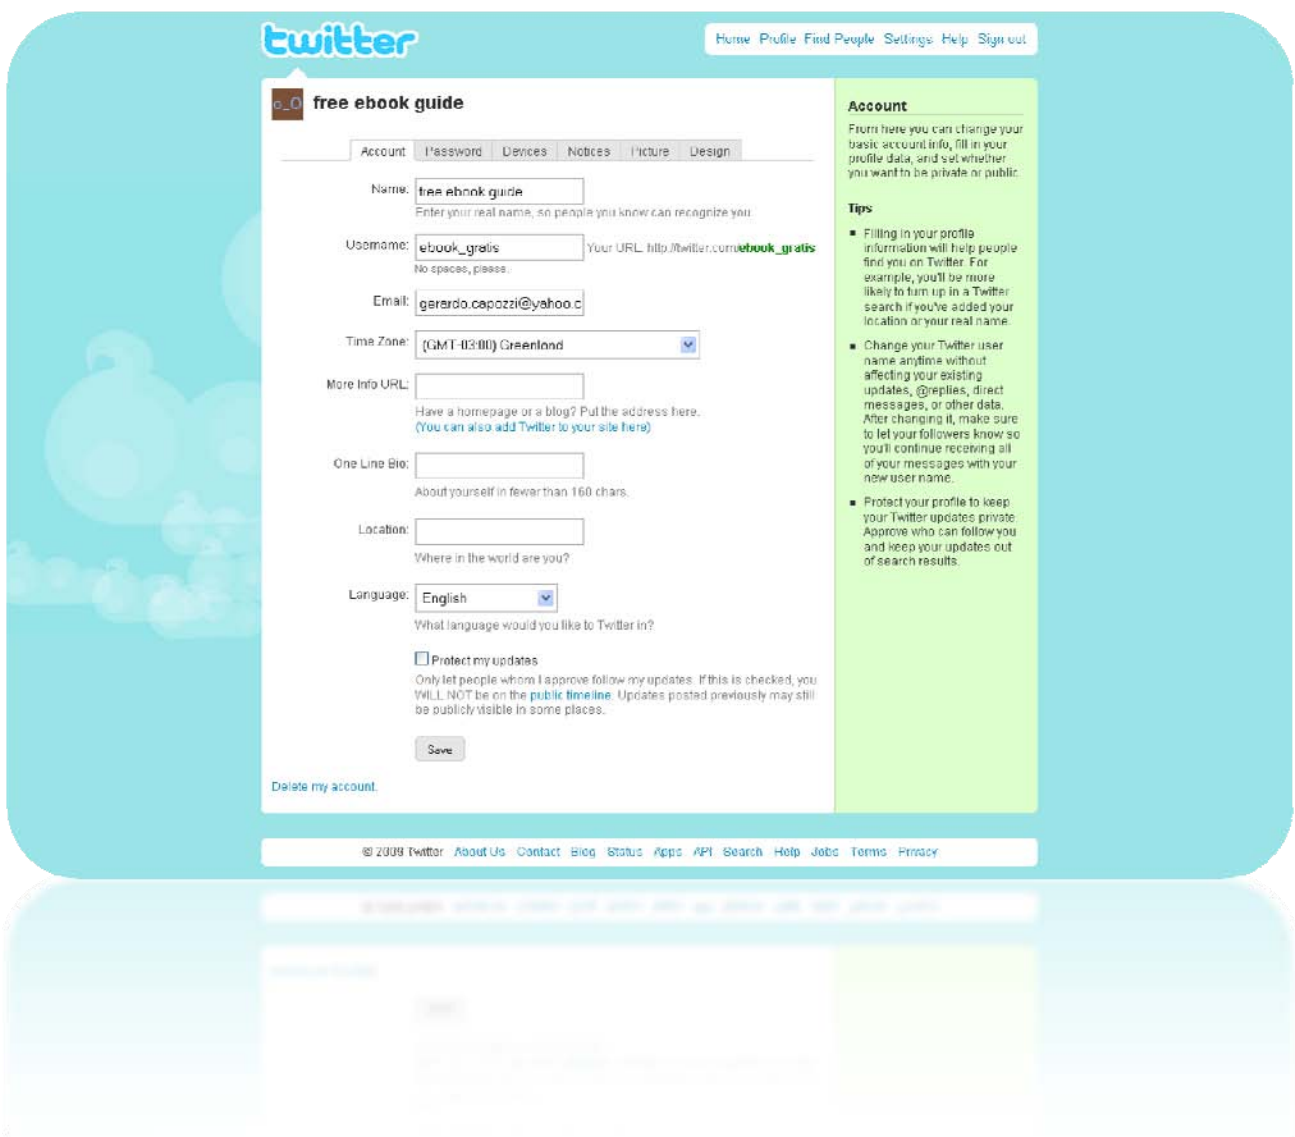 twitter
Home Profile Find People Settings Help Sign out
o_O free ebook guide
Account Password Devices Notices Picture Design
Name: free ebook guide
Enter your real name, so people you know can recognize you.
Username: ebook_gratis Your URL: http://twitter.com/ebook_gratis
No spaces, please.
Email: gerardo.capozzi@yahoo.c
Time Zone: (GMT-03:00) Greenland
More Info URL:
Have a homepage or a blog? Put the address here.
(You can also add Twitter to your site here)
One Line Bio:
About yourself in fewer than 160 chars.
Location:
Where in the world are you?
Language: English
What language would you like to Twitter in?
Protect my updates
Only let people whom I approve follow my updates. If this is checked, you
WILL NOT be on the public timeline. Updates posted previously may still
be publicly visible in some places.
Save
Delete my account.
Account
From here you can change your
basic account info, fill in your
profile data, and set whether
you want to be private or public.
Tips
Filling in your profile
information will help people
find you on Twitter. For
example, you'll be more
likely to turn up in a Twitter
search if you've added your
location or your real name.
Change your Twitter user
name anytime without
affecting your existing
updates, @replies, direct
messages, or other data.
After changing it, make sure
to let your followers know so
you'll continue receiving all
of your messages with your
new user name.
Protect your profile to keep
your Twitter updates private.
Approve who can follow you
and keep your updates out
of search results.
© 2009 Twitter About Us Contact Blog Status Apps API Search Help Jobs Terms Privacy